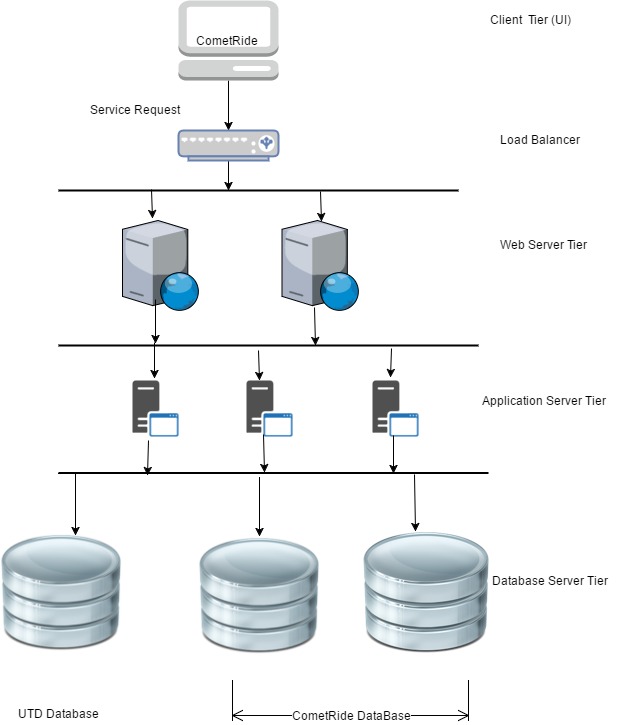 Client Tier (UI)
CometRide
Service Request
Load Balancer
Web Server Tier
Application Server Tier
Database Server Tier
UTD Database
CometRide DataBase